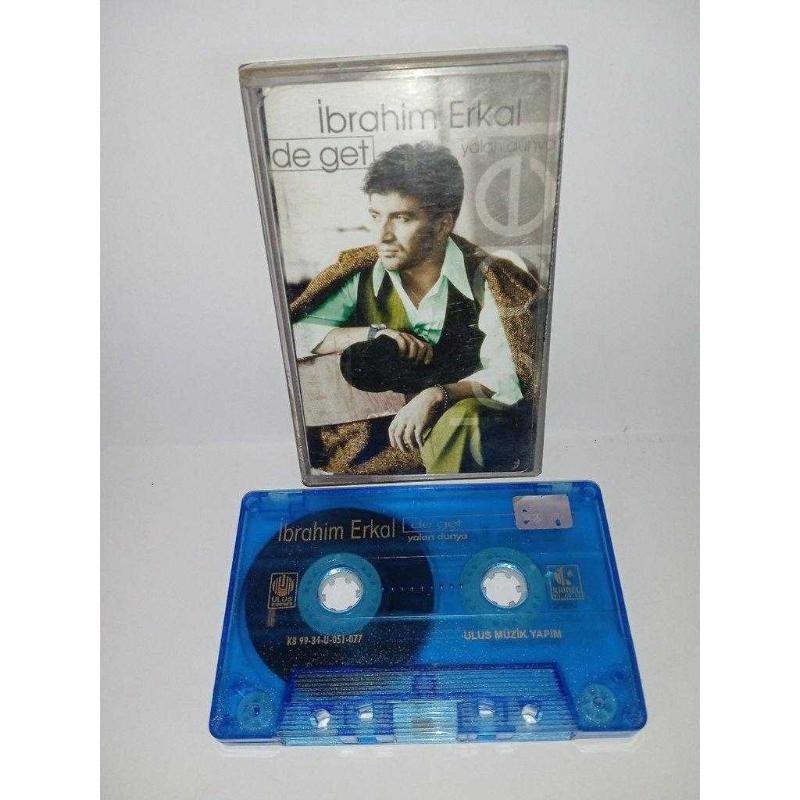 İbrahim Erkal
de get
yalan dünya
İbrahim Erkal
de get
yalan dünya
ULUS
KB 99-34-U-051-077
ULUS MÜZİK YAPIM